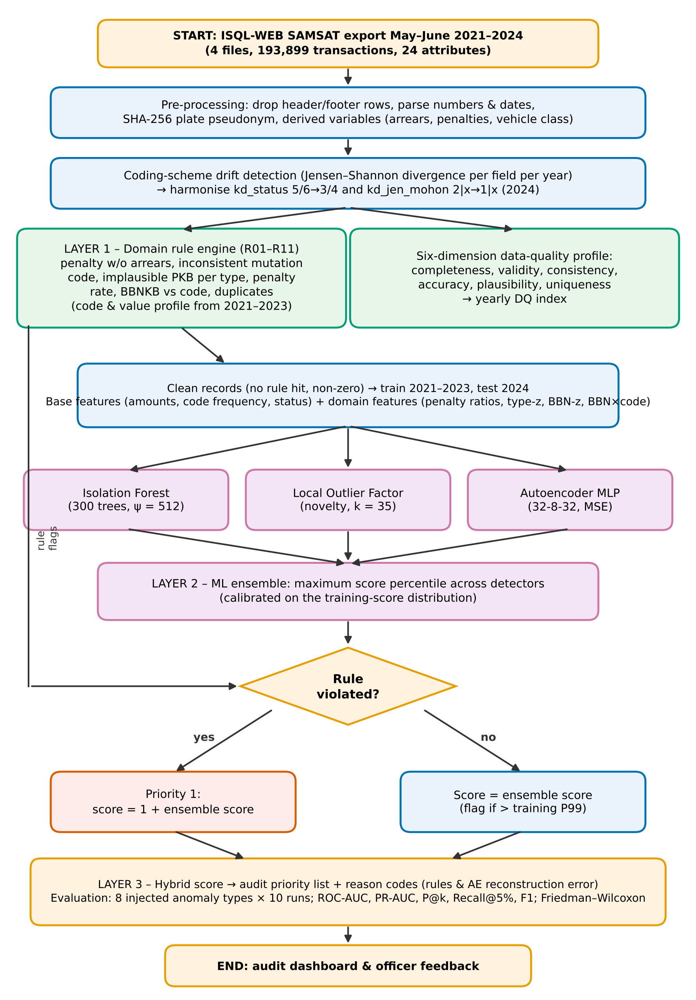 START: ISQL-WEB SAMSAT export May–June 2021–2024
(4 files, 193,899 transactions, 24 attributes)
Pre-processing: drop header/footer rows, parse numbers & dates,
SHA-256 plate pseudonym, derived variables (arrears, penalties, vehicle class)
Coding-scheme drift detection (Jensen–Shannon divergence per field per year)
→ harmonise kd_status 5/6→3/4 and kd_jen_mohon 2|x→1|x (2024)
LAYER 1 – Domain rule engine (R01–R11)
penalty w/o arrears, inconsistent mutation
code, implausible PKB per type, penalty
rate, BBNKB vs code, duplicates
(code & value profile from 2021–2023)
Six-dimension data-quality profile:
completeness, validity, consistency,
accuracy, plausibility, uniqueness
→ yearly DQ index
Clean records (no rule hit, non-zero) → train 2021–2023, test 2024
Base features (amounts, code frequency, status) + domain features (penalty ratios, type-z, BBN-z, BBN×code)
Isolation Forest
(300 trees, ψ = 512)
Local Outlier Factor
(novelty, k = 35)
Autoencoder MLP
(32-8-32, MSE)
rule
flags
LAYER 2 – ML ensemble: maximum score percentile across detectors
(calibrated on the training-score distribution)
Rule
violated?
yes
no
Priority 1:
score = 1 + ensemble score
Score = ensemble score
(flag if > training P99)
LAYER 3 – Hybrid score → audit priority list + reason codes (rules & AE reconstruction error)
Evaluation: 8 injected anomaly types × 10 runs; ROC-AUC, PR-AUC, P@k, Recall@5%, F1; Friedman–Wilcoxon
END: audit dashboard & officer feedback